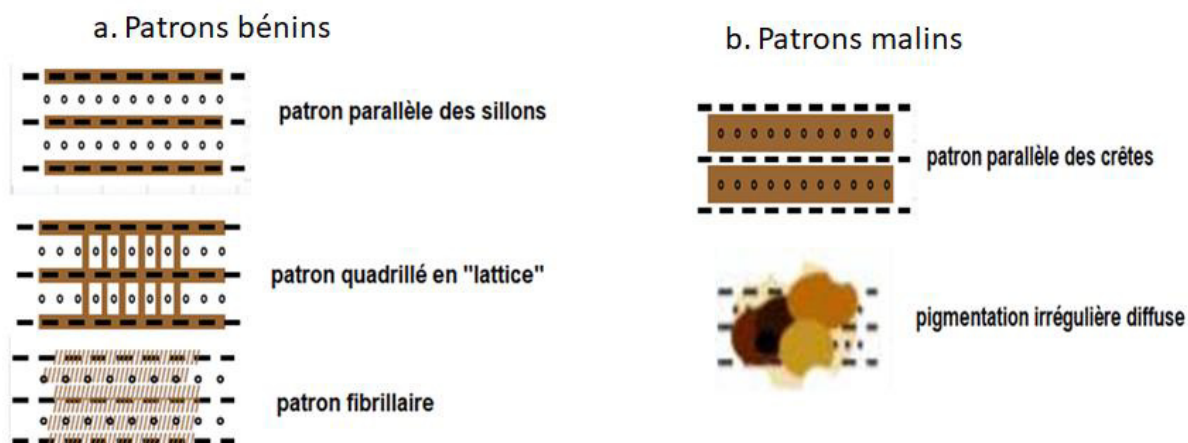 a. Patrons bénins
patron parallèle des sillons
patron quadrillé en "lattice"
patron fibrillaire
b. Patrons malins
patron parallèle des crêtes
pigmentation irrégulière diffuse